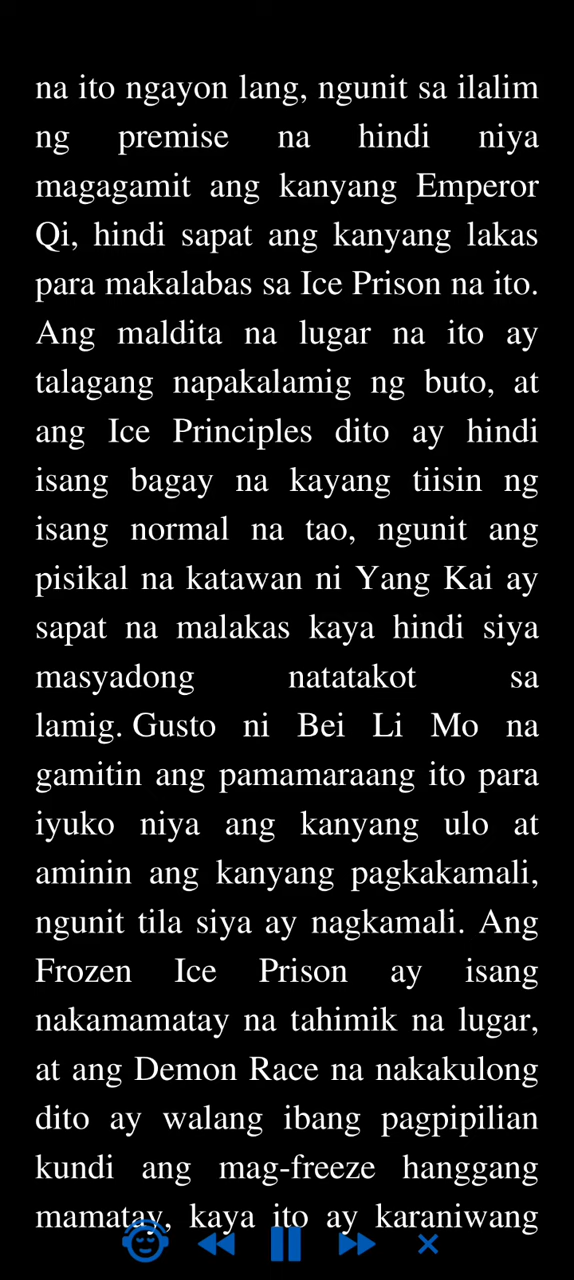 na ito ngayon lang, ngunit sa ilalim
ng premise na hindi niya
magagamit ang kanyang Emperor
Qi, hindi sapat ang kanyang lakas
para makalabas sa Ice Prison na ito.
Ang maldita na lugar na ito ay
talagang napakalamig ng buto, at
ang Ice Principles dito ay hindi
isang bagay na kayang tiisin ng
isang normal na tao, ngunit ang
pisikal na katawan ni Yang Kai ay
sapat na malakas kaya hindi siya
masyadong natatakot sa
lamig. Gusto ni Bei Li Mo na
gamitin ang pamamaraang ito para
iyuko niya ang kanyang ulo at
aminin ang kanyang pagkakamali,
ngunit tila siya ay nagkamali. Ang
Frozen Ice Prison ay isang
nakamamatay na tahimik na lugar,
at ang Demon Race na nakakulong
dito ay walang ibang pagpipilian
kundi ang mag-freeze hanggang
mamatay, kaya ito ay karaniwang